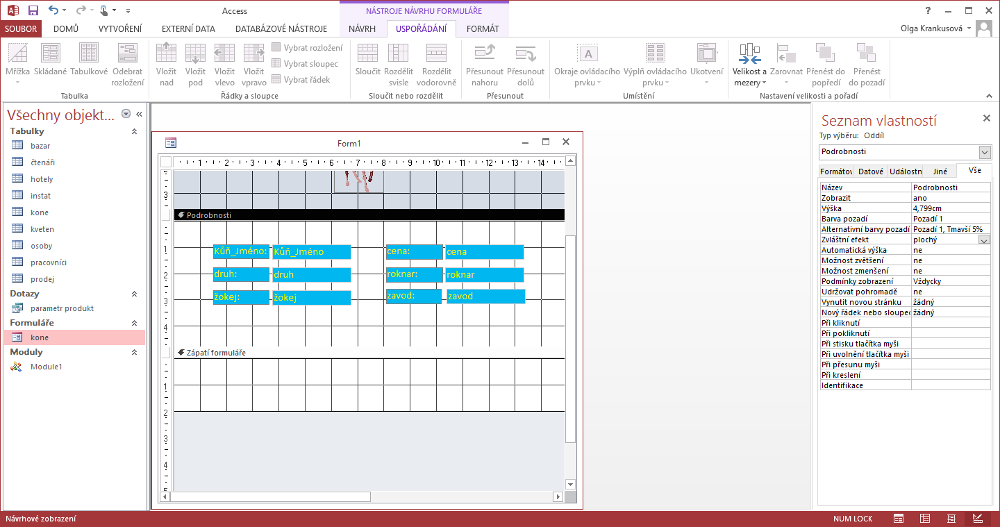 Access
NÁSTROJE NÁVRHU FORMULÁŘE
?
SOUBOR DOMŮ VYTVOŘENÍ EXTERNÍ DATA DATABÁZOVÉ NÁSTROJE NÁVRH USPOŘÁDÁNÍ FORMÁT
Olga Krankusová
Mřížka
Skládané
Tabulkové
Odebrat rozložení
Tabulka
Vložit nad
Vložit pod
Vložit vlevo
Vložit vpravo
Vybrat rozložení
Vybrat sloupec
Vybrat řádek
Řádky a sloupce
Sloučit
Rozdělit svisle
Rozdělit vodorovně
Sloučit nebo rozdělit
Přesunout nahoru
Přesunout dolů
Přesunout
Okraje ovládacího prvku
Výplň ovládacího prvku
Ukotvení
Umístění
Velikost a mezery
Zarovnat
Přenést do popředí
Přenést do pozadí
Nastavení velikosti a pořadí
Všechny objekt...
Tabulky
bazar
čtenáři
hotely
instat
kone
kveten
osoby
pracovníci
prodej
Dotazy
parametr produkt
Formuláře
kone
Moduly
Module1
Form1
1 2 3 4 5 6 7 8 9 10 11 12 13 14
3
Podrobnosti
1
Kůň_Jméno: Kůň_Jméno cena: cena
2
druh: druh roknar: roknar
3
žokej: žokej zavod: zavod
4
Zápatí formuláře
1
2
3
4
5
Seznam vlastností
Typ výběru: Oddíl
Podrobnosti
Formátov Datové Událostn Jiné Vše
Název Podrobnosti
Zobrazit ano
Výška 4,799cm
Barva pozadí Pozadí 1
Alternativní barvy pozadí Pozadí 1, Tmavší 5%
Zvláštní efekt plochý
Automatická výška ne
Možnost zvětšení ne
Možnost zmenšení ne
Podmínky zobrazení Vždycky
Udržovat pohromadě ne
Vynutit novou stránku žádný
Nový řádek nebo sloupec žádný
Při kliknutí
Při pokliknutí
Při stisku tlačítka myši
Při uvolnění tlačítka myši
Při přesunu myši
Při kreslení
Identifikace
Návrhové zobrazení
NUM LOCK